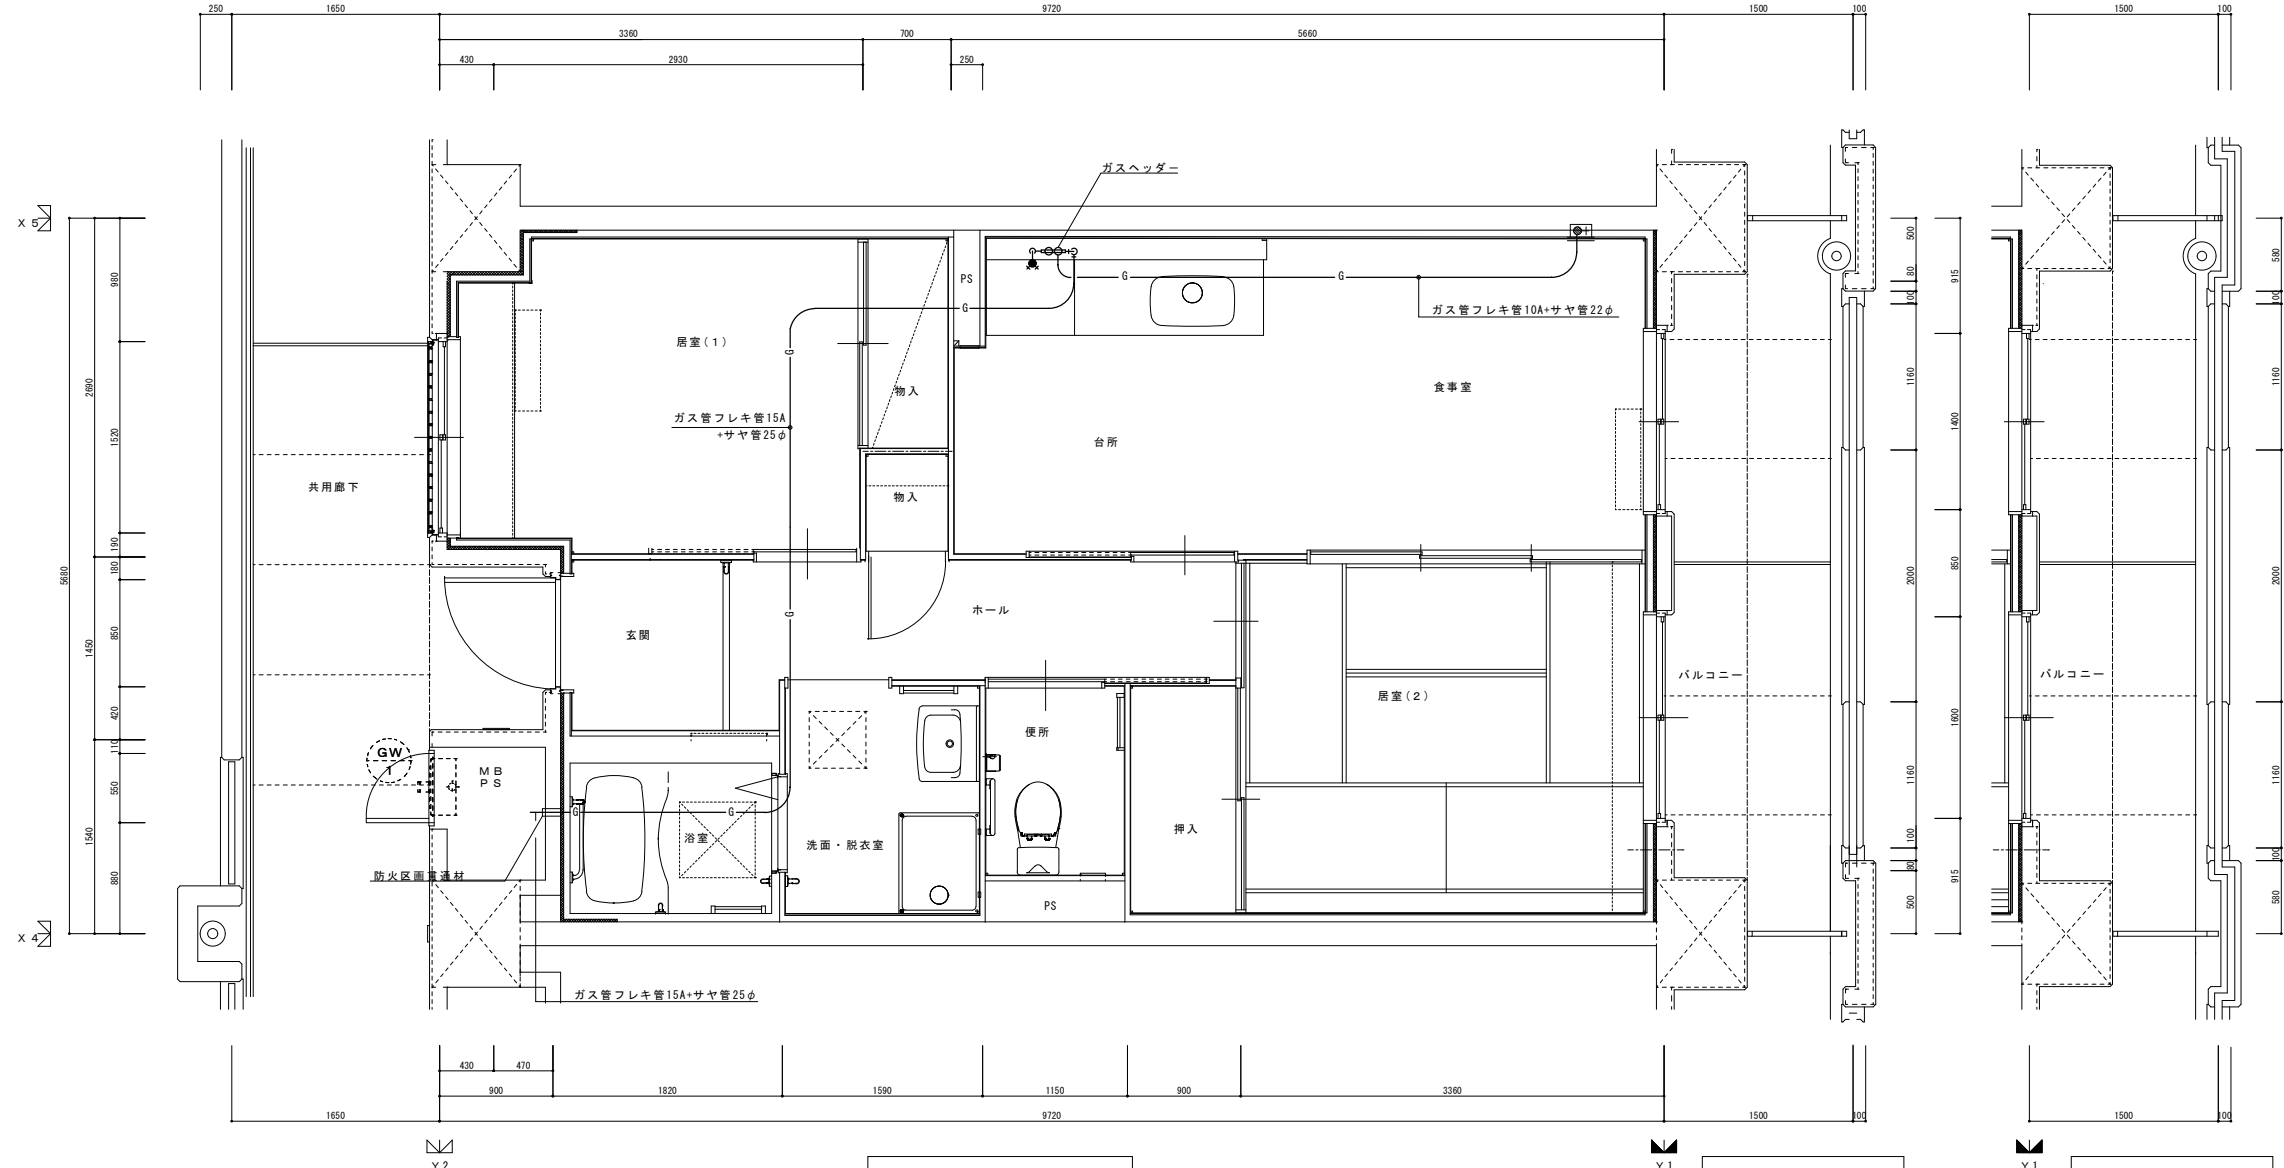 250 1650 9720 1500 100 1500 100
3360 700 5660
430 2930 250
ガスヘッダー
X5
PS
G G
G
ガス管フレキ管10A+サヤ管22φ
居室(1)
G
物入
食事室
ガス管フレキ管15A
+サヤ管25φ
台所
共用廊下
物入
G
ホール
玄関
バルコニー
バルコニー
居室(2)
便所
GW
1
MB
PS
G G
浴室
洗面・脱衣室
押入
防火区画貫通材
PS
X4
ガス管フレキ管15A+サヤ管25φ
5680
2690
1450
1540
980
1520
190
180
850
420
110
550
880
500
80
100
1160
2000
1160
100
80
500
915
1400
850
1600
915
580
100
1160
2000
1160
100
580
430 470
900 1820 1590 1150 900 3360
1650 9720 1500 100 1500 100
Y2 Y1 Y1